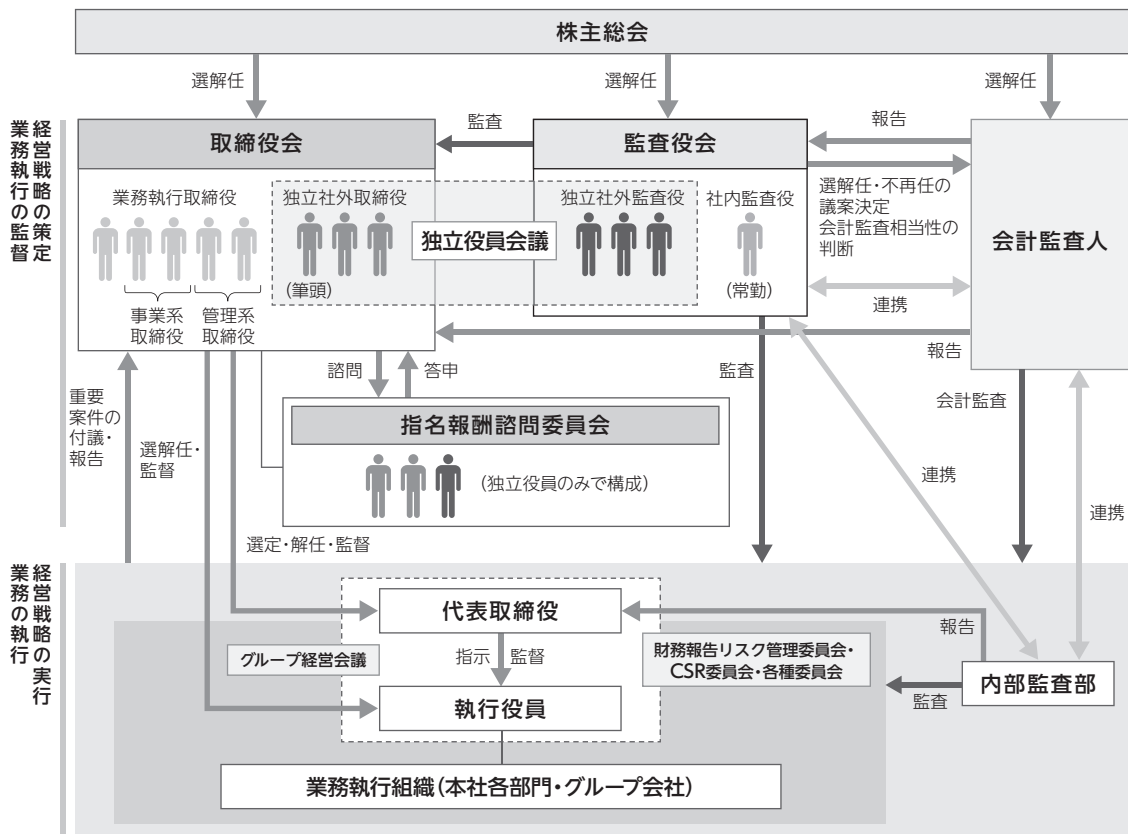 株主総会
選解任
選解任
選解任
経営戦略の策定
業務執行の監督
取締役会
監査
監査役会
報告
業務執行取締役
独立社外取締役
独立社外監査役
社内監査役
選解任・不再任の
議案決定
会計監査相当性の
判断
会計監査人
独立役員会議
(筆頭)
(常勤)
連携
事業系
取締役
管理系
取締役
報告
諮問
答申
監査
会計監査
重要
案件の
付議・
報告
選解任・
監督
指名報酬諮問委員会
(独立役員のみで構成)
連携
連携
選定・解任・監督
経営戦略の実行
業務の執行
代表取締役
報告
グループ経営会議
指示
監督
財務報告リスク管理委員会・
CSR委員会・各種委員会
内部監査部
監査
執行役員
業務執行組織(本社各部門・グループ会社)